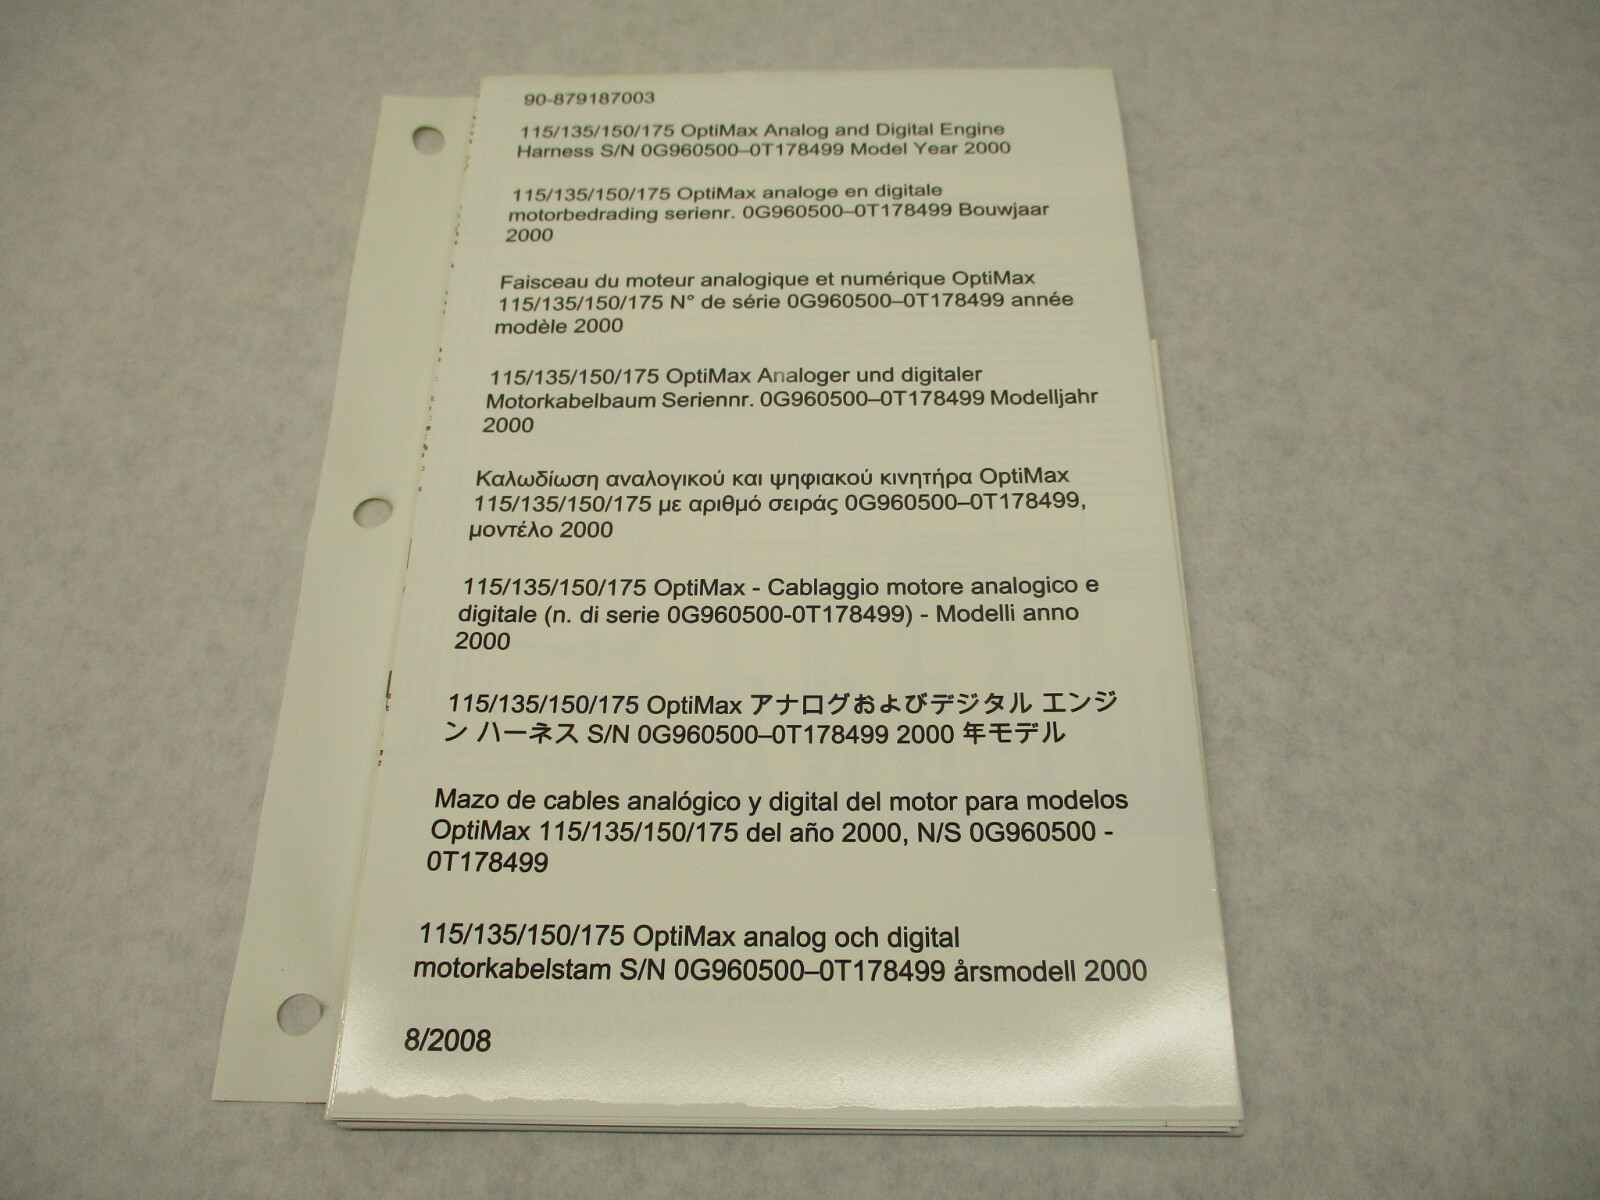 90-879187003
115/135/150/175 OptiMax Analog and Digital Engine
Harness S/N 0G960500–0T178499 Model Year 2000
115/135/150/175 OptiMax analoge en digitale
motorbedrading serienr. 0G960500–0T178499 Bouwjaar
2000
Faisceau du moteur analogique et numérique OptiMax
115/135/150/175 N° de série 0G960500–0T178499 année
modèle 2000
115/135/150/175 OptiMax Analoger und digitaler
Motorkabelbaum Seriennr. 0G960500–0T178499 Modelljahr
2000
Καλωδίωση αναλογικού και ψηφιακού κινητήρα OptiMax
115/135/150/175 με αριθμό σειράς 0G960500–0T178499,
μοντέλο 2000
115/135/150/175 OptiMax - Cablaggio motore analogico e
digitale (n. di serie 0G960500-0T178499) - Modelli anno
2000
115/135/150/175 OptiMax アナログおよびデジタル エンジ
ン ハーネス S/N 0G960500–0T178499 2000 年モデル
Mazo de cables analógico y digital del motor para modelos
OptiMax 115/135/150/175 del año 2000, N/S 0G960500 -
0T178499
115/135/150/175 OptiMax analog och digital
motorkabelstam S/N 0G960500–0T178499 årsmodell 2000
8/2008